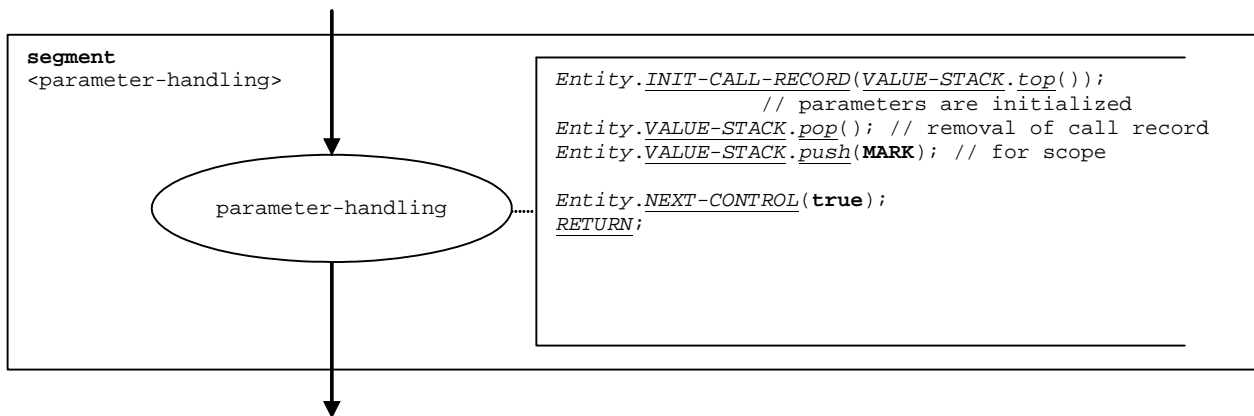 segment
<parameter-handling>
parameter-handling
Entity.INIT-CALL-RECORD(VALUE-STACK.top());
// parameters are initialized
Entity.VALUE-STACK.pop(); // removal of call record
Entity.VALUE-STACK.push(MARK); // for scope
Entity.NEXT-CONTROL(true);
RETURN;